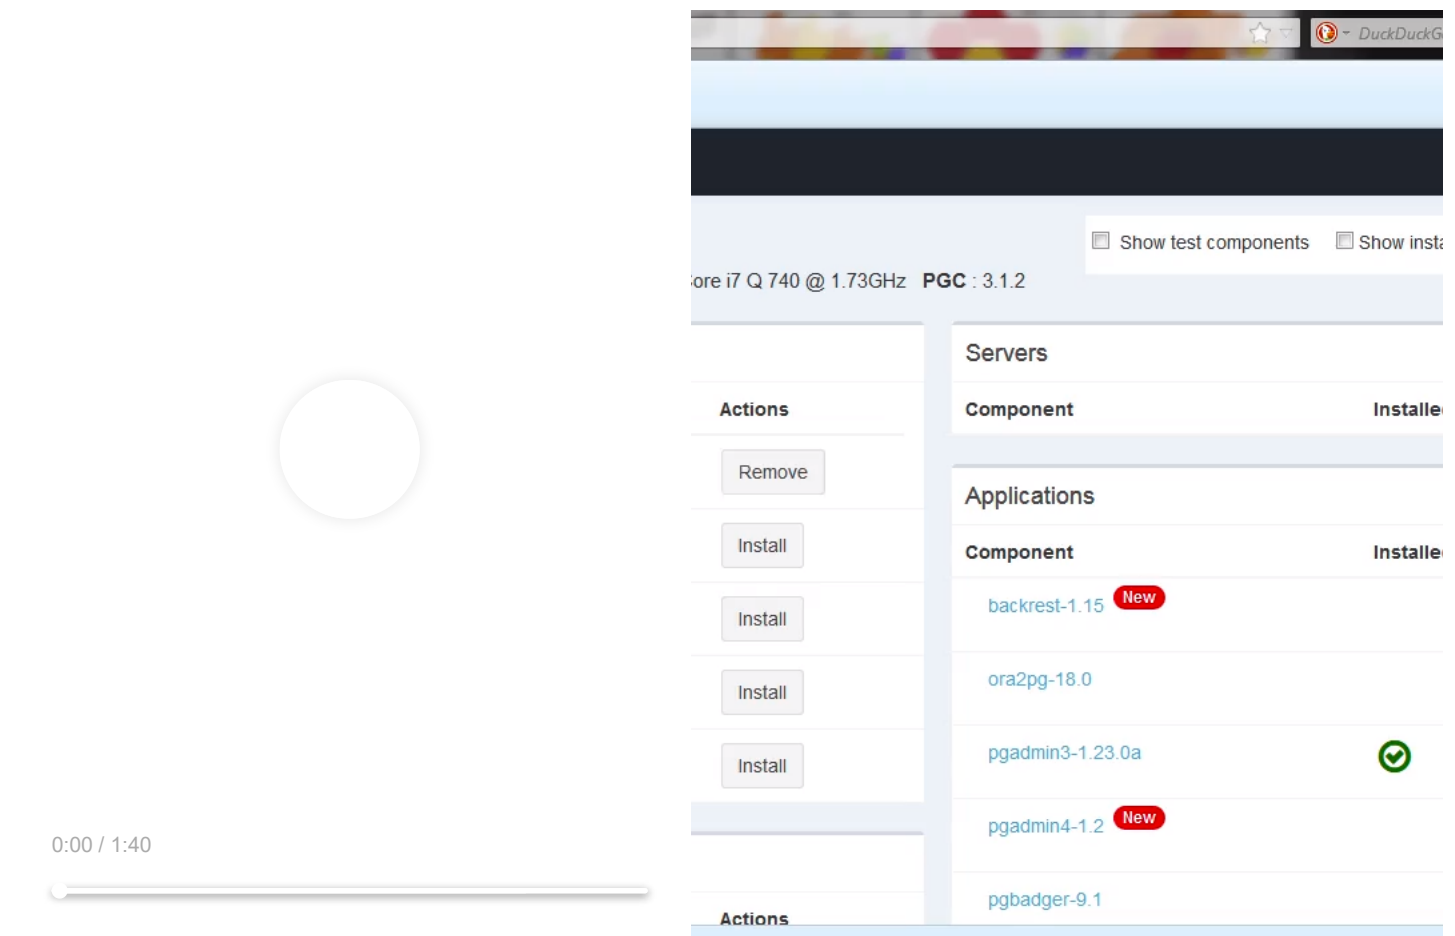 DuckDuckG
Show test components
Show insta
ore i7 Q 740 @ 1.73GHz PGC : 3.1.2
Servers
Actions
Component
Installe
Remove
Applications
Install
Component
Installe
backrest-1.15 New
Install
ora2pg-18.0
Install
pgadmin3-1.23.0a
Install
pgadmin4-1.2 New
0:00 / 1:40
pgbadger-9.1
Actions